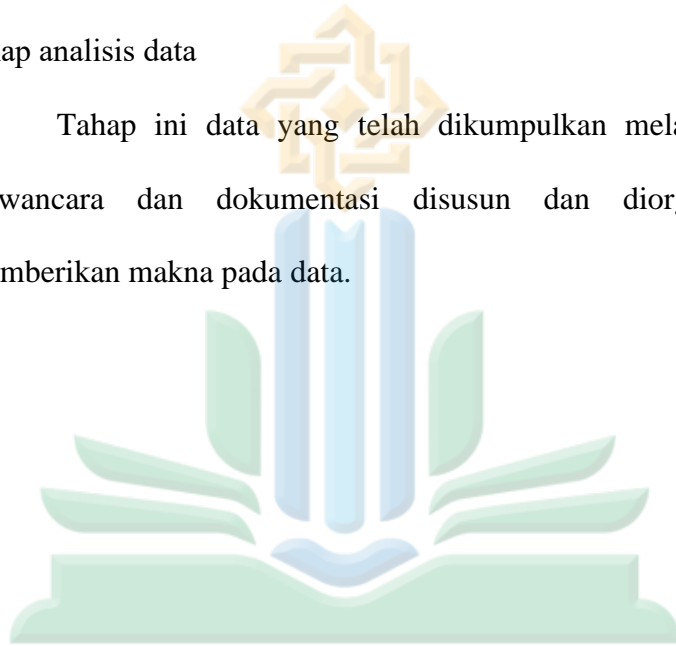 ap analisis data
Tahap ini data yang telah dikumpulkan mela
wancara dan dokumentasi disusun dan diorg
mberikan makna pada data.